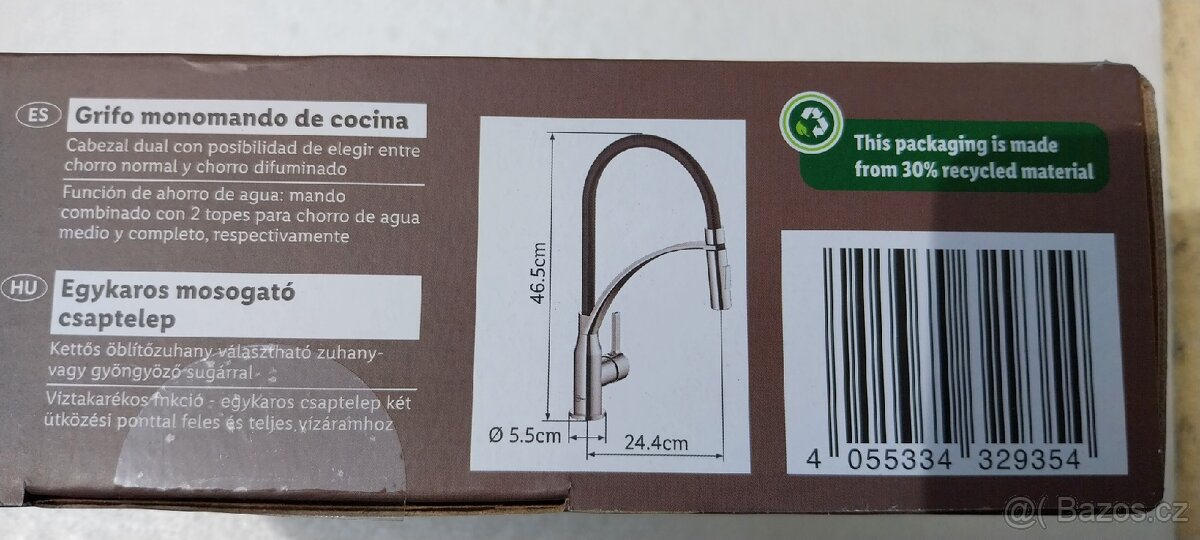 ES
Grifo monomando de cocina
Cabezal dual con posibilidad de elegir entre
chorro normal y chorro difuminado
Función de ahorro de agua: mando
combinado con 2 topes para chorro de agua
medio y completo, respectivamente
HU
Egykaros mosogató
csaptelep
Kettős öblítőzuhany választható zuhany-
vagy gyöngyöző sugárral
Víztakarékos nkció - egykaros csaptelep két
ütközési ponttal feles és teljes vízáramhoz
46.5cm
Ø 5.5cm
24.4cm
This packaging is made
from 30% recycled material
4 055334 329354
@( Bazos.cz